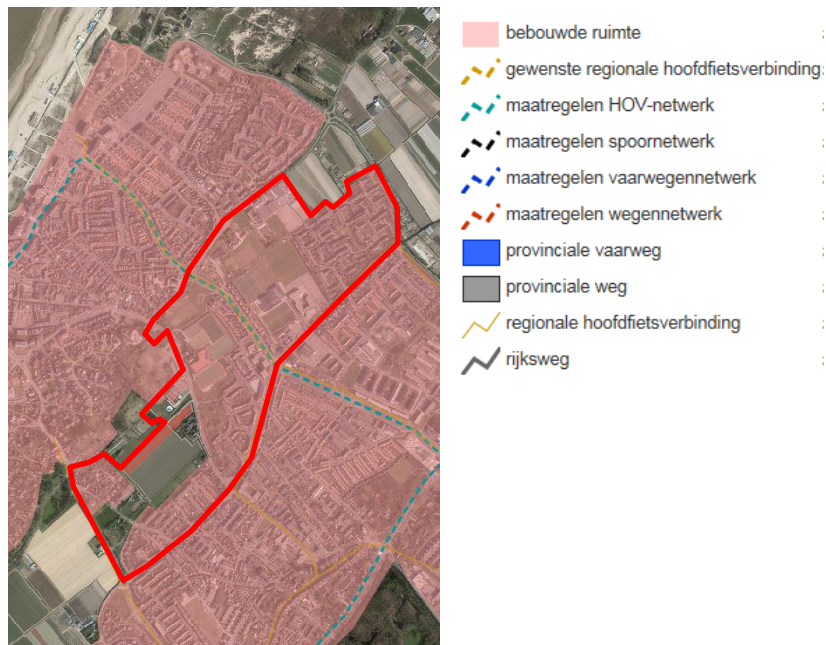 bebouwde ruimte
gewenste regionale hoofdfietsverbinding
maatregelen HOV-netwerk
maatregelen spoornetwerk
maatregelen vaarwegennetwerk
maatregelen wegennetwerk
provinciale vaarweg
provinciale weg
regionale hoofdfietsverbinding
rijksweg